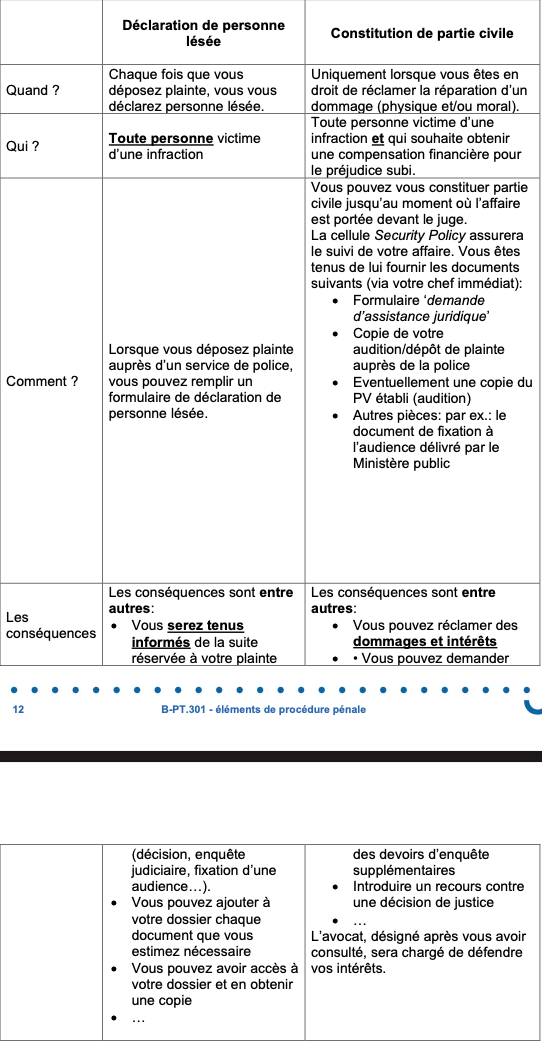 Déclaration de personne
lésée
Constitution de partie civile
Quand ?
Chaque fois que vous
déposez plainte, vous vous
déclarez personne lésée.
Uniquement lorsque vous êtes en
droit de réclamer la réparation d’un
dommage (physique et/ou moral).
Qui ?
Toute personne victime
d’une infraction
Toute personne victime d’une
infraction et qui souhaite obtenir
une compensation financière pour
le préjudice subi.
Comment ?
Lorsque vous déposez plainte
auprès d’un service de police,
vous pouvez remplir un
formulaire de déclaration de
personne lésée.
Vous pouvez vous constituer partie
civile jusqu’au moment où l’affaire
est portée devant le juge.
La cellule Security Policy assurera
le suivi de votre affaire. Vous êtes
tenus de lui fournir les documents
suivants (via votre chef immédiat):
• Formulaire ‘demande
d’assistance juridique’
• Copie de votre
audition/dépôt de plainte
auprès de la police
• Eventuellement une copie du
PV établi (audition)
• Autres pièces: par ex.: le
document de fixation à
l’audience délivré par le
Ministère public
Les
conséquences
Les conséquences sont entre
autres:
• Vous serez tenus
informés de la suite
réservée à votre plainte
Les conséquences sont entre
autres:
• Vous pouvez réclamer des
dommages et intérêts
• • Vous pouvez demander
12
B-PT.301 - éléments de procédure pénale
(décision, enquête
judiciaire, fixation d’une
audience…).
• Vous pouvez ajouter à
votre dossier chaque
document que vous
estimez nécessaire
• Vous pouvez avoir accès à
votre dossier et en obtenir
une copie
• …
des devoirs d’enquête
supplémentaires
• Introduire un recours contre
une décision de justice
• …
L’avocat, désigné après vous avoir
consulté, sera chargé de défendre
vos intérêts.